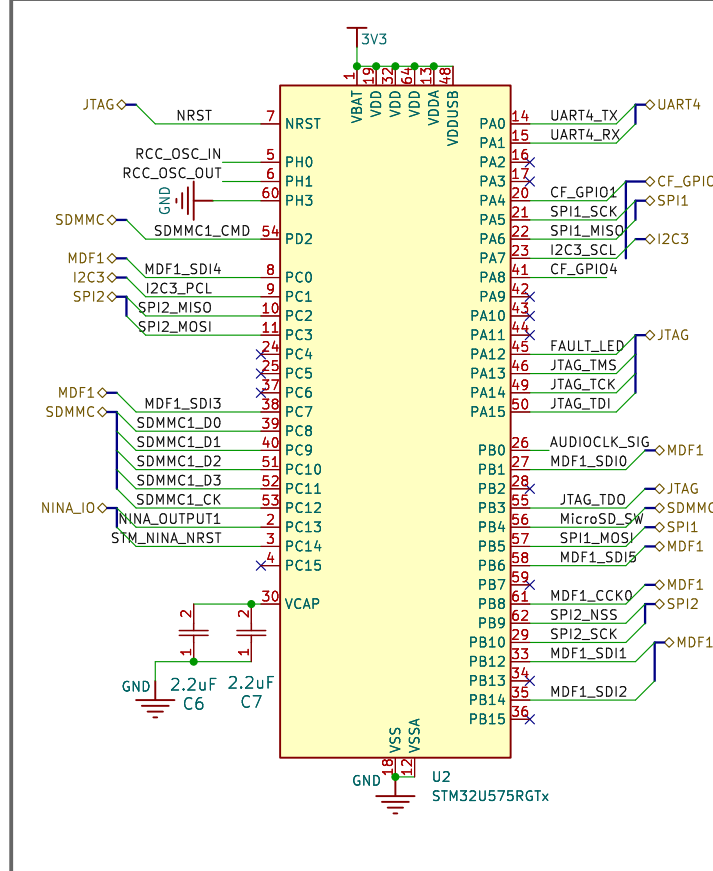 3V3
1 19 32 64 13 48
VBAT VDD VDD VDD VDDA VDDUSB
JTAG NRST 7 NRST
RCC_OSC_IN 5 PH0
RCC_OSC_OUT 6 PH1
GND 60 PH3
SDMMC SDMMC1_CMD 54 PD2
MDF1 MDF1_SDI4 8 PC0
I2C3 I2C3_PCL 9 PC1
SPI2 SPI2_MISO 10 PC2
SPI2_MOSI 11 PC3
24 PC4
25 PC5
37 PC6
MDF1 MDF1_SDI3 38 PC7
SDMMC SDMMC1_D0 39 PC8
SDMMC1_D1 40 PC9
SDMMC1_D2 51 PC10
SDMMC1_D3 52 PC11
SDMMC1_CK 53 PC12
NINA_IO NINA_OUTPUT1 2 PC13
STM_NINA_NRST 3 PC14
4 PC15
30 VCAP
2 2
1 1
GND 2.2uF 2.2uF
C6 C7
PA0 14 UART4_TX UART4
PA1 15 UART4_RX
PA2 16
PA3 17 CF_GPIO
PA4 20 CF_GPIO1 SPI1
PA5 21 SPI1_SCK
PA6 22 SPI1_MISO I2C3
PA7 23 I2C3_SCL
PA8 41 CF_GPIO4
PA9 42
PA10 43
PA11 44 JTAG
PA12 45 FAULT_LED
PA13 46 JTAG_TMS
PA14 49 JTAG_TCK
PA15 50 JTAG_TDI
PB0 26 AUDIOCLK_SIG MDF1
PB1 27 MDF1_SDI0
PB2 28 JTAG
PB3 55 JTAG_TDO SDMMC
PB4 56 MicroSD_SW SPI1
PB5 57 SPI1_MOSI MDF1
PB6 58 MDF1_SDI5
PB7 59 MDF1
PB8 61 MDF1_CCK0 SPI2
PB9 62 SPI2_NSS
PB10 29 SPI2_SCK MDF1
PB12 33 MDF1_SDI1
PB13 34
PB14 35 MDF1_SDI2
PB15 36
VSS VSSA
18 12
GND
U2
STM32U575RGTx